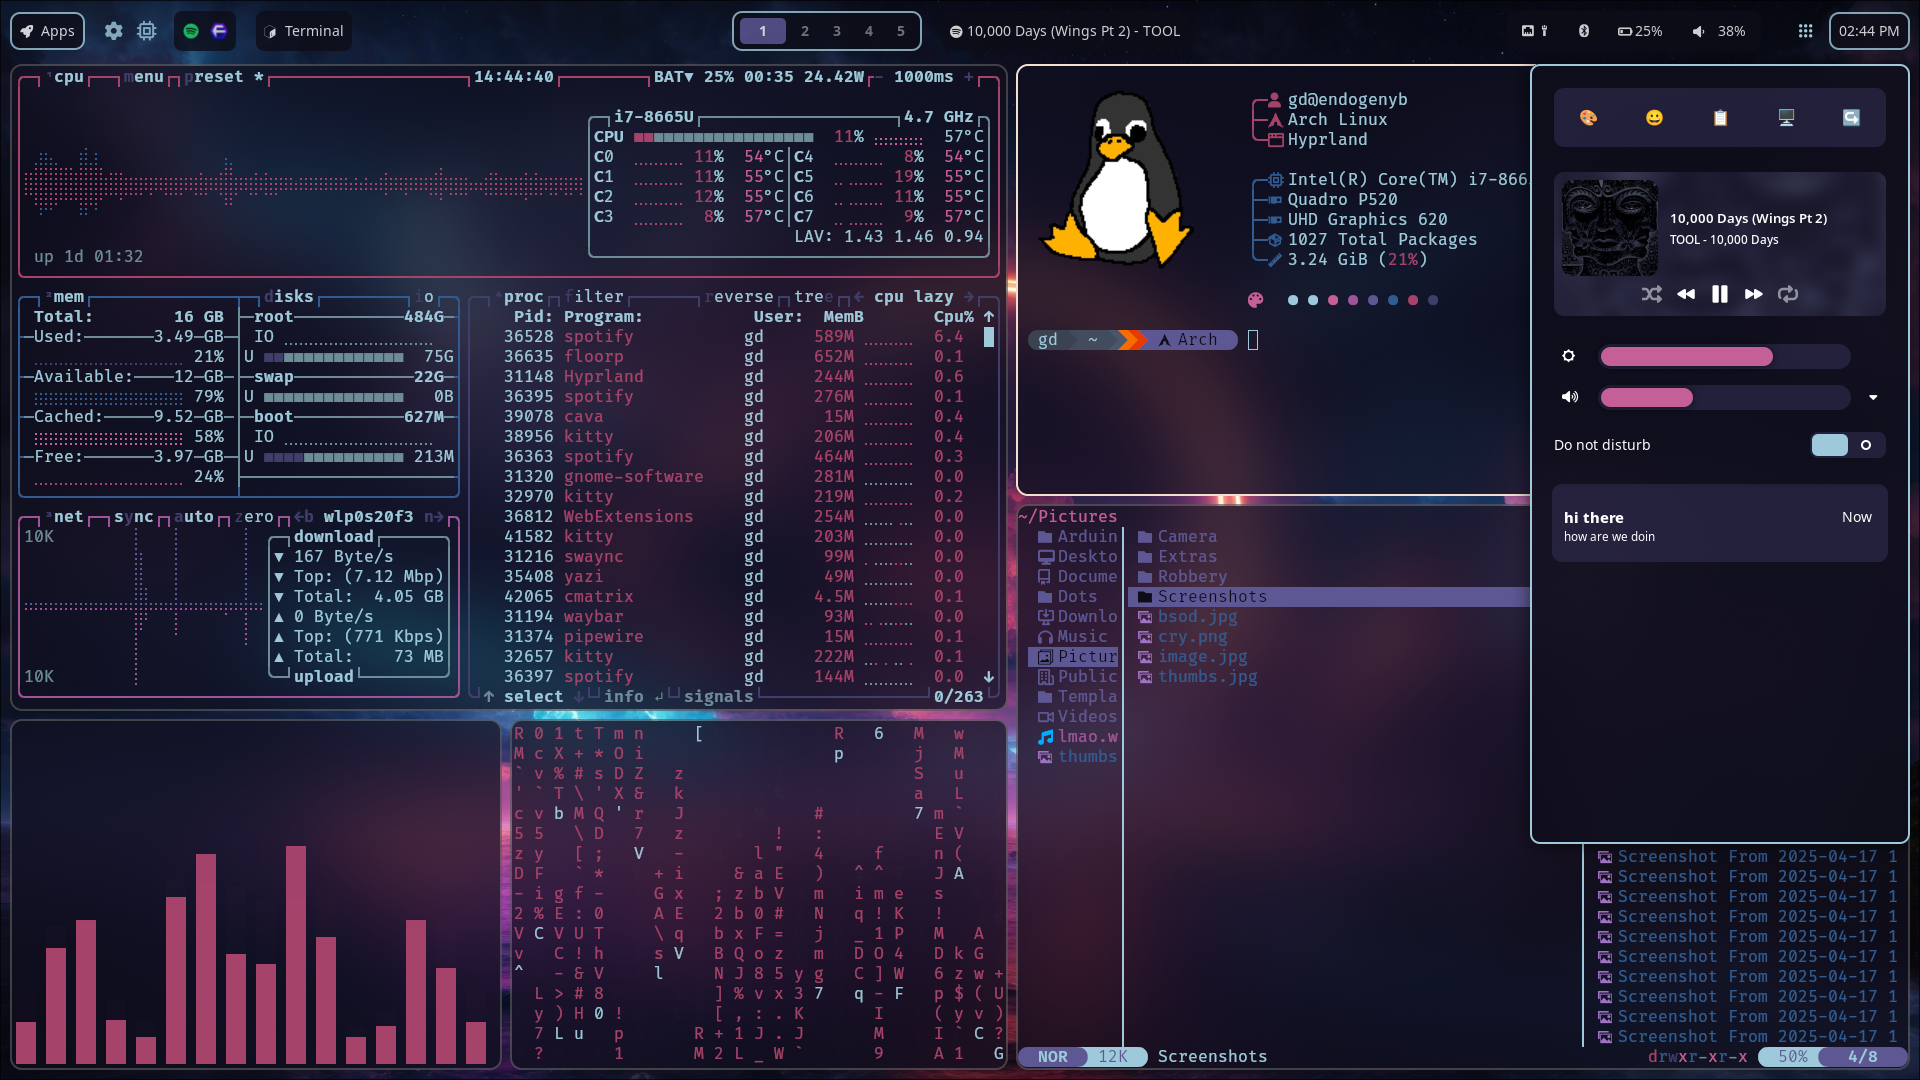 Apps
Terminal
1 2 3 4 5
10,000 Days (Wings Pt 2) - TOOL
25%
38%
02:44 PM
¹cpu menu preset * 14:44:40 BAT▼ 25% 00:35 24.42W - 1000ms +
i7-8665U 4.7 GHz
CPU 11% 57°C
C0 11% 54°C C4 8% 54°C
C1 11% 55°C C5 19% 55°C
C2 12% 55°C C6 11% 55°C
C3 8% 57°C C7 9% 57°C
LAV: 1.43 1.46 0.94
up 1d 01:32
²mem
Total: 16 GB
Used: 3.49 GB
21%
Available: 12 GB
79%
Cached: 9.52 GB
58%
Free: 3.97 GB
24%
disks io
root 484G
IO
U 75G
swap 22G
U 0B
boot 627M
IO
U 213M
³net sync auto zero ←b wlp0s20f3 n→
10K
download
▼ 167 Byte/s
▼ Top: (7.12 Mbp)
▼ Total: 4.05 GB
▲ 0 Byte/s
▲ Top: (771 Kbps)
▲ Total: 73 MB
upload
10K
⁴proc filter reverse tree ← cpu lazy →
Pid: Program: User: MemB Cpu% ↑
36528 spotify gd 589M 6.4
36635 floorp gd 652M 0.1
31148 Hyprland gd 244M 0.6
36395 spotify gd 276M 0.1
39078 cava gd 15M 0.4
38956 kitty gd 206M 0.4
36363 spotify gd 464M 0.3
31320 gnome-software gd 281M 0.0
32970 kitty gd 219M 0.2
36812 WebExtensions gd 254M 0.0
41582 kitty gd 203M 0.0
31216 swaync gd 99M 0.0
35408 yazi gd 49M 0.0
42065 cmatrix gd 4.5M 0.1
31194 waybar gd 93M 0.0
31374 pipewire gd 15M 0.1
32657 kitty gd 222M 0.1
36397 spotify gd 144M 0.0 ↓
↑ select ↓ info ↵ signals 0/263
gd@endogenyb
Arch Linux
Hyprland
Intel(R) Core(TM) i7-866
Quadro P520
UHD Graphics 620
1027 Total Packages
3.24 GiB (21%)
gd ~ Arch
10,000 Days (Wings Pt 2)
TOOL - 10,000 Days
Do not disturb
hi there Now
how are we doin
~/Pictures
Arduin
Deskto
Docume
Dots
Downlo
Music
Pictur
Public
Templa
Videos
lmao.w
thumbs
Camera
Extras
Robbery
Screenshots
bsod.jpg
cry.png
image.jpg
thumbs.jpg
Screenshot From 2025-04-17 1
Screenshot From 2025-04-17 1
Screenshot From 2025-04-17 1
Screenshot From 2025-04-17 1
Screenshot From 2025-04-17 1
Screenshot From 2025-04-17 1
Screenshot From 2025-04-17 1
Screenshot From 2025-04-17 1
Screenshot From 2025-04-17 1
Screenshot From 2025-04-17 1
NOR 12K Screenshots drwxr-xr-x 50% 4/8